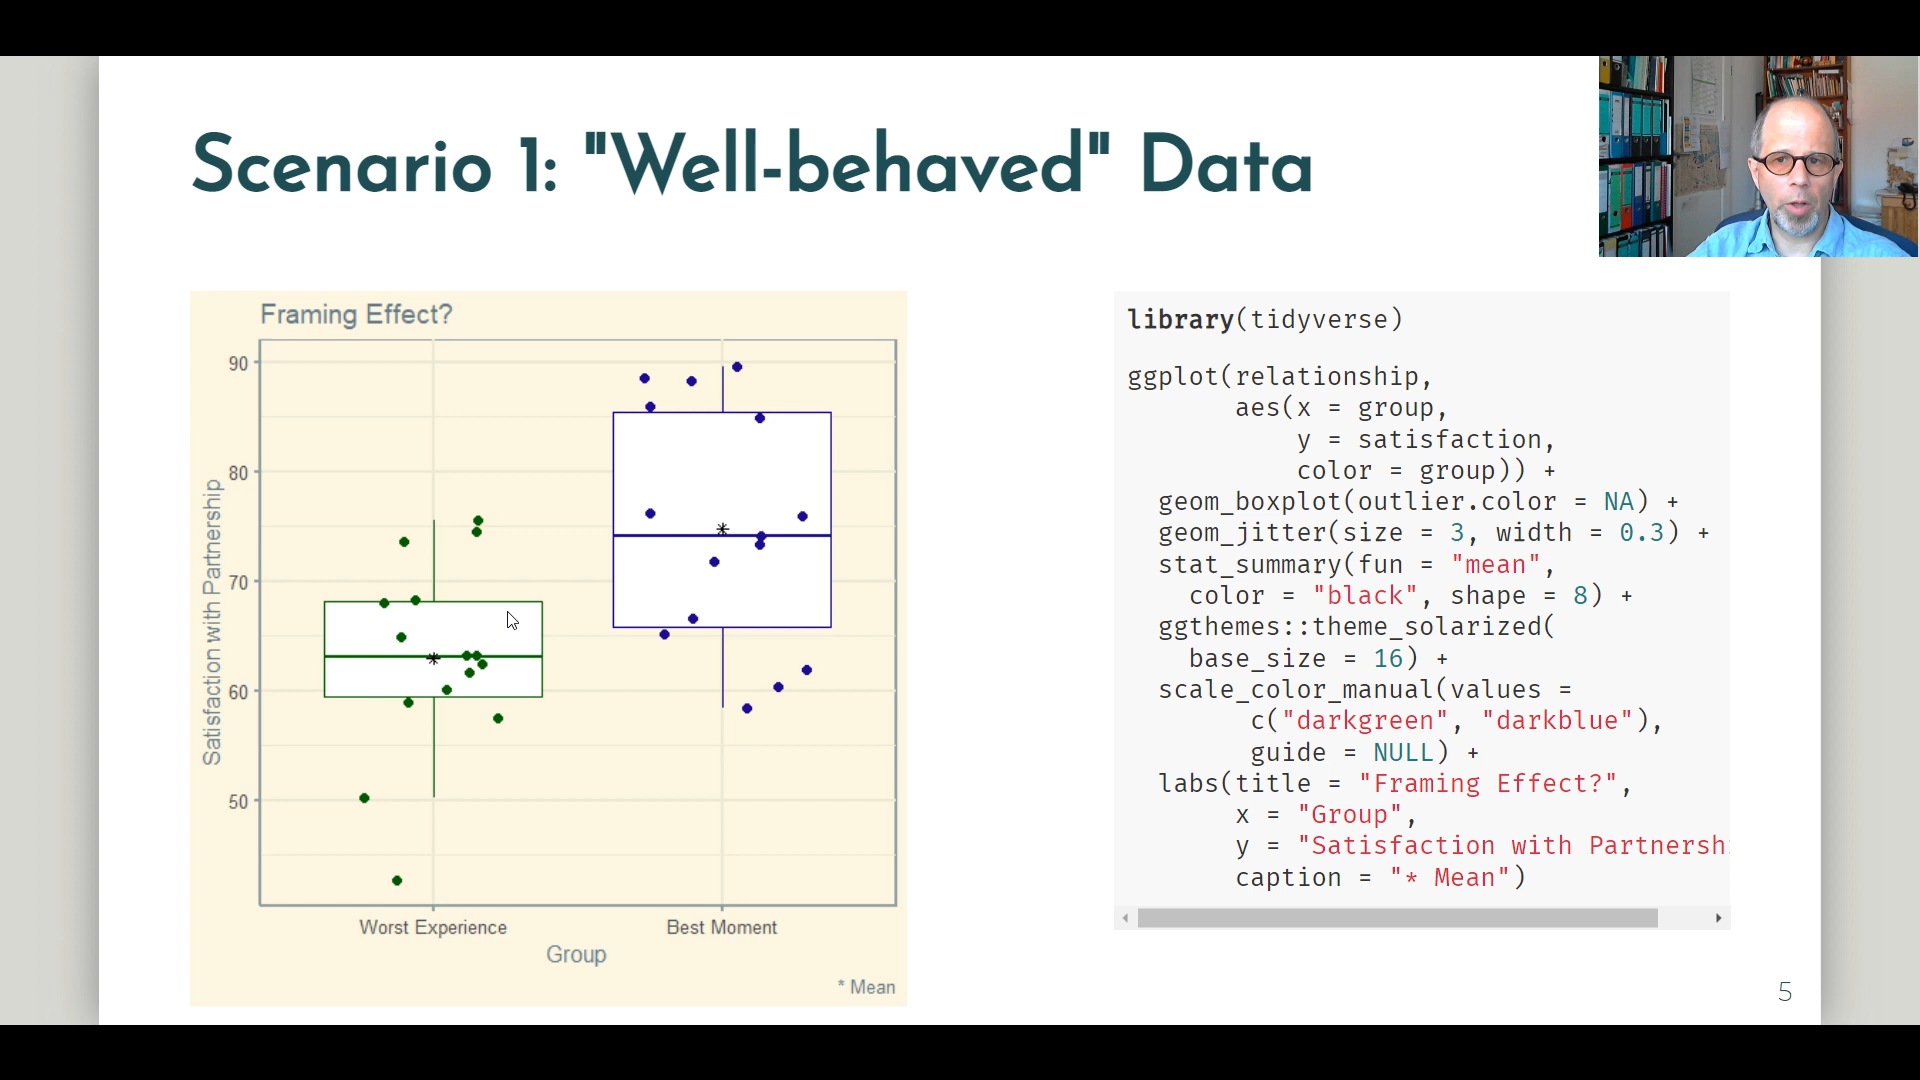 Scenario 1: "Well-behaved" Data
Framing Effect?
90
80
70
60
50
Satisfaction with Partnership
Worst Experience
Best Moment
Group
* Mean
library(tidyverse)
ggplot(relationship,
aes(x = group,
y = satisfaction,
color = group)) +
geom_boxplot(outlier.color = NA) +
geom_jitter(size = 3, width = 0.3) +
stat_summary(fun = "mean",
color = "black", shape = 8) +
ggthemes::theme_solarized(
base_size = 16) +
scale_color_manual(values =
c("darkgreen", "darkblue"),
guide = NULL) +
labs(title = "Framing Effect?",
x = "Group",
y = "Satisfaction with Partnersh
caption = "* Mean")
5